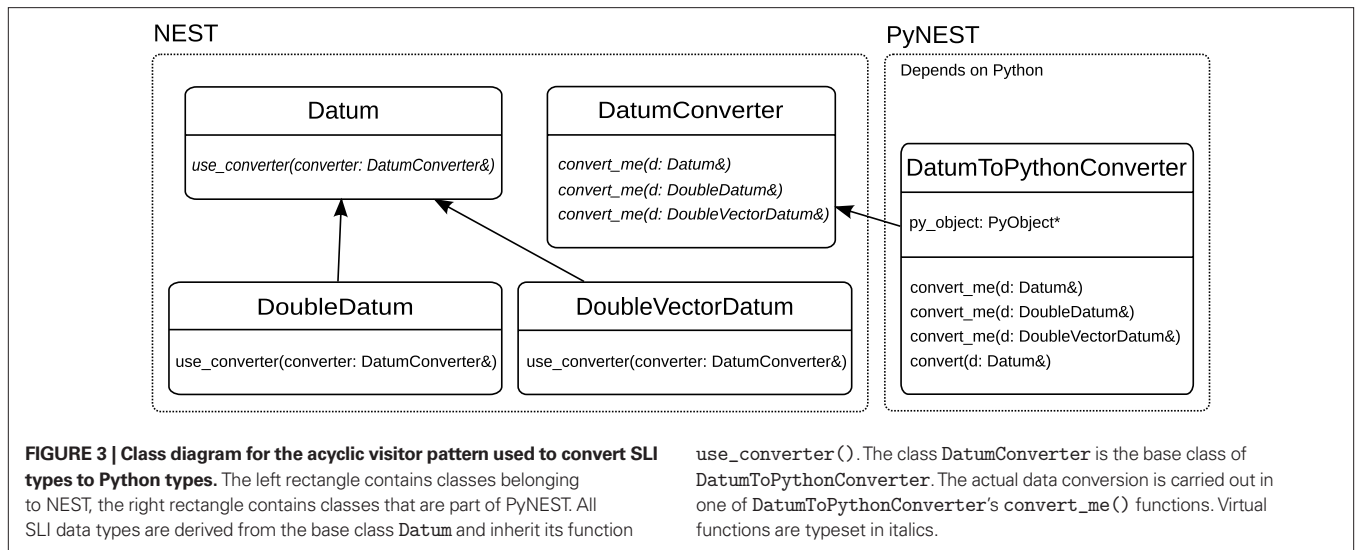 NEST
Datum
use_converter(converter: DatumConverter&)
DatumConverter
convert_me(d: Datum&)
convert_me(d: DoubleDatum&)
convert_me(d: DoubleVectorDatum&)
DoubleDatum
use_converter(converter: DatumConverter&)
DoubleVectorDatum
use_converter(converter: DatumConverter&)
PyNEST
Depends on Python
DatumToPythonConverter
py_object: PyObject*
convert_me(d: Datum&)
convert_me(d: DoubleDatum&)
convert_me(d: DoubleVectorDatum&)
convert(d: Datum&)
FIGURE 3 | Class diagram for the acyclic visitor pattern used to convert SLI
types to Python types. The left rectangle contains classes belonging
to NEST, the right rectangle contains classes that are part of PyNEST. All
SLI data types are derived from the base class Datum and inherit its function
use_converter(). The class DatumConverter is the base class of
DatumToPythonConverter. The actual data conversion is carried out in
one of DatumToPythonConverter's convert_me() functions. Virtual
functions are typeset in italics.